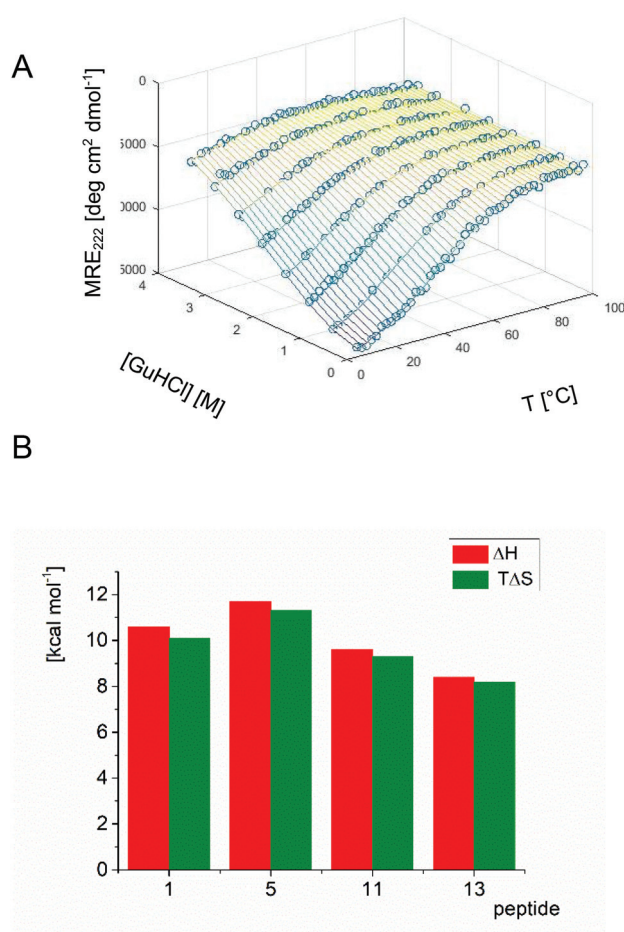 A
0
5000
0000
5000
MRE222 [deg cm2 dmol-1]
4
3
2
1
0
[GuHCl] [M]
0
20
40
60
80
100
T [°C]
B
ΔH
TΔS
[kcal mol-1]
12
10
8
6
4
2
0
1 5 11 13
peptide